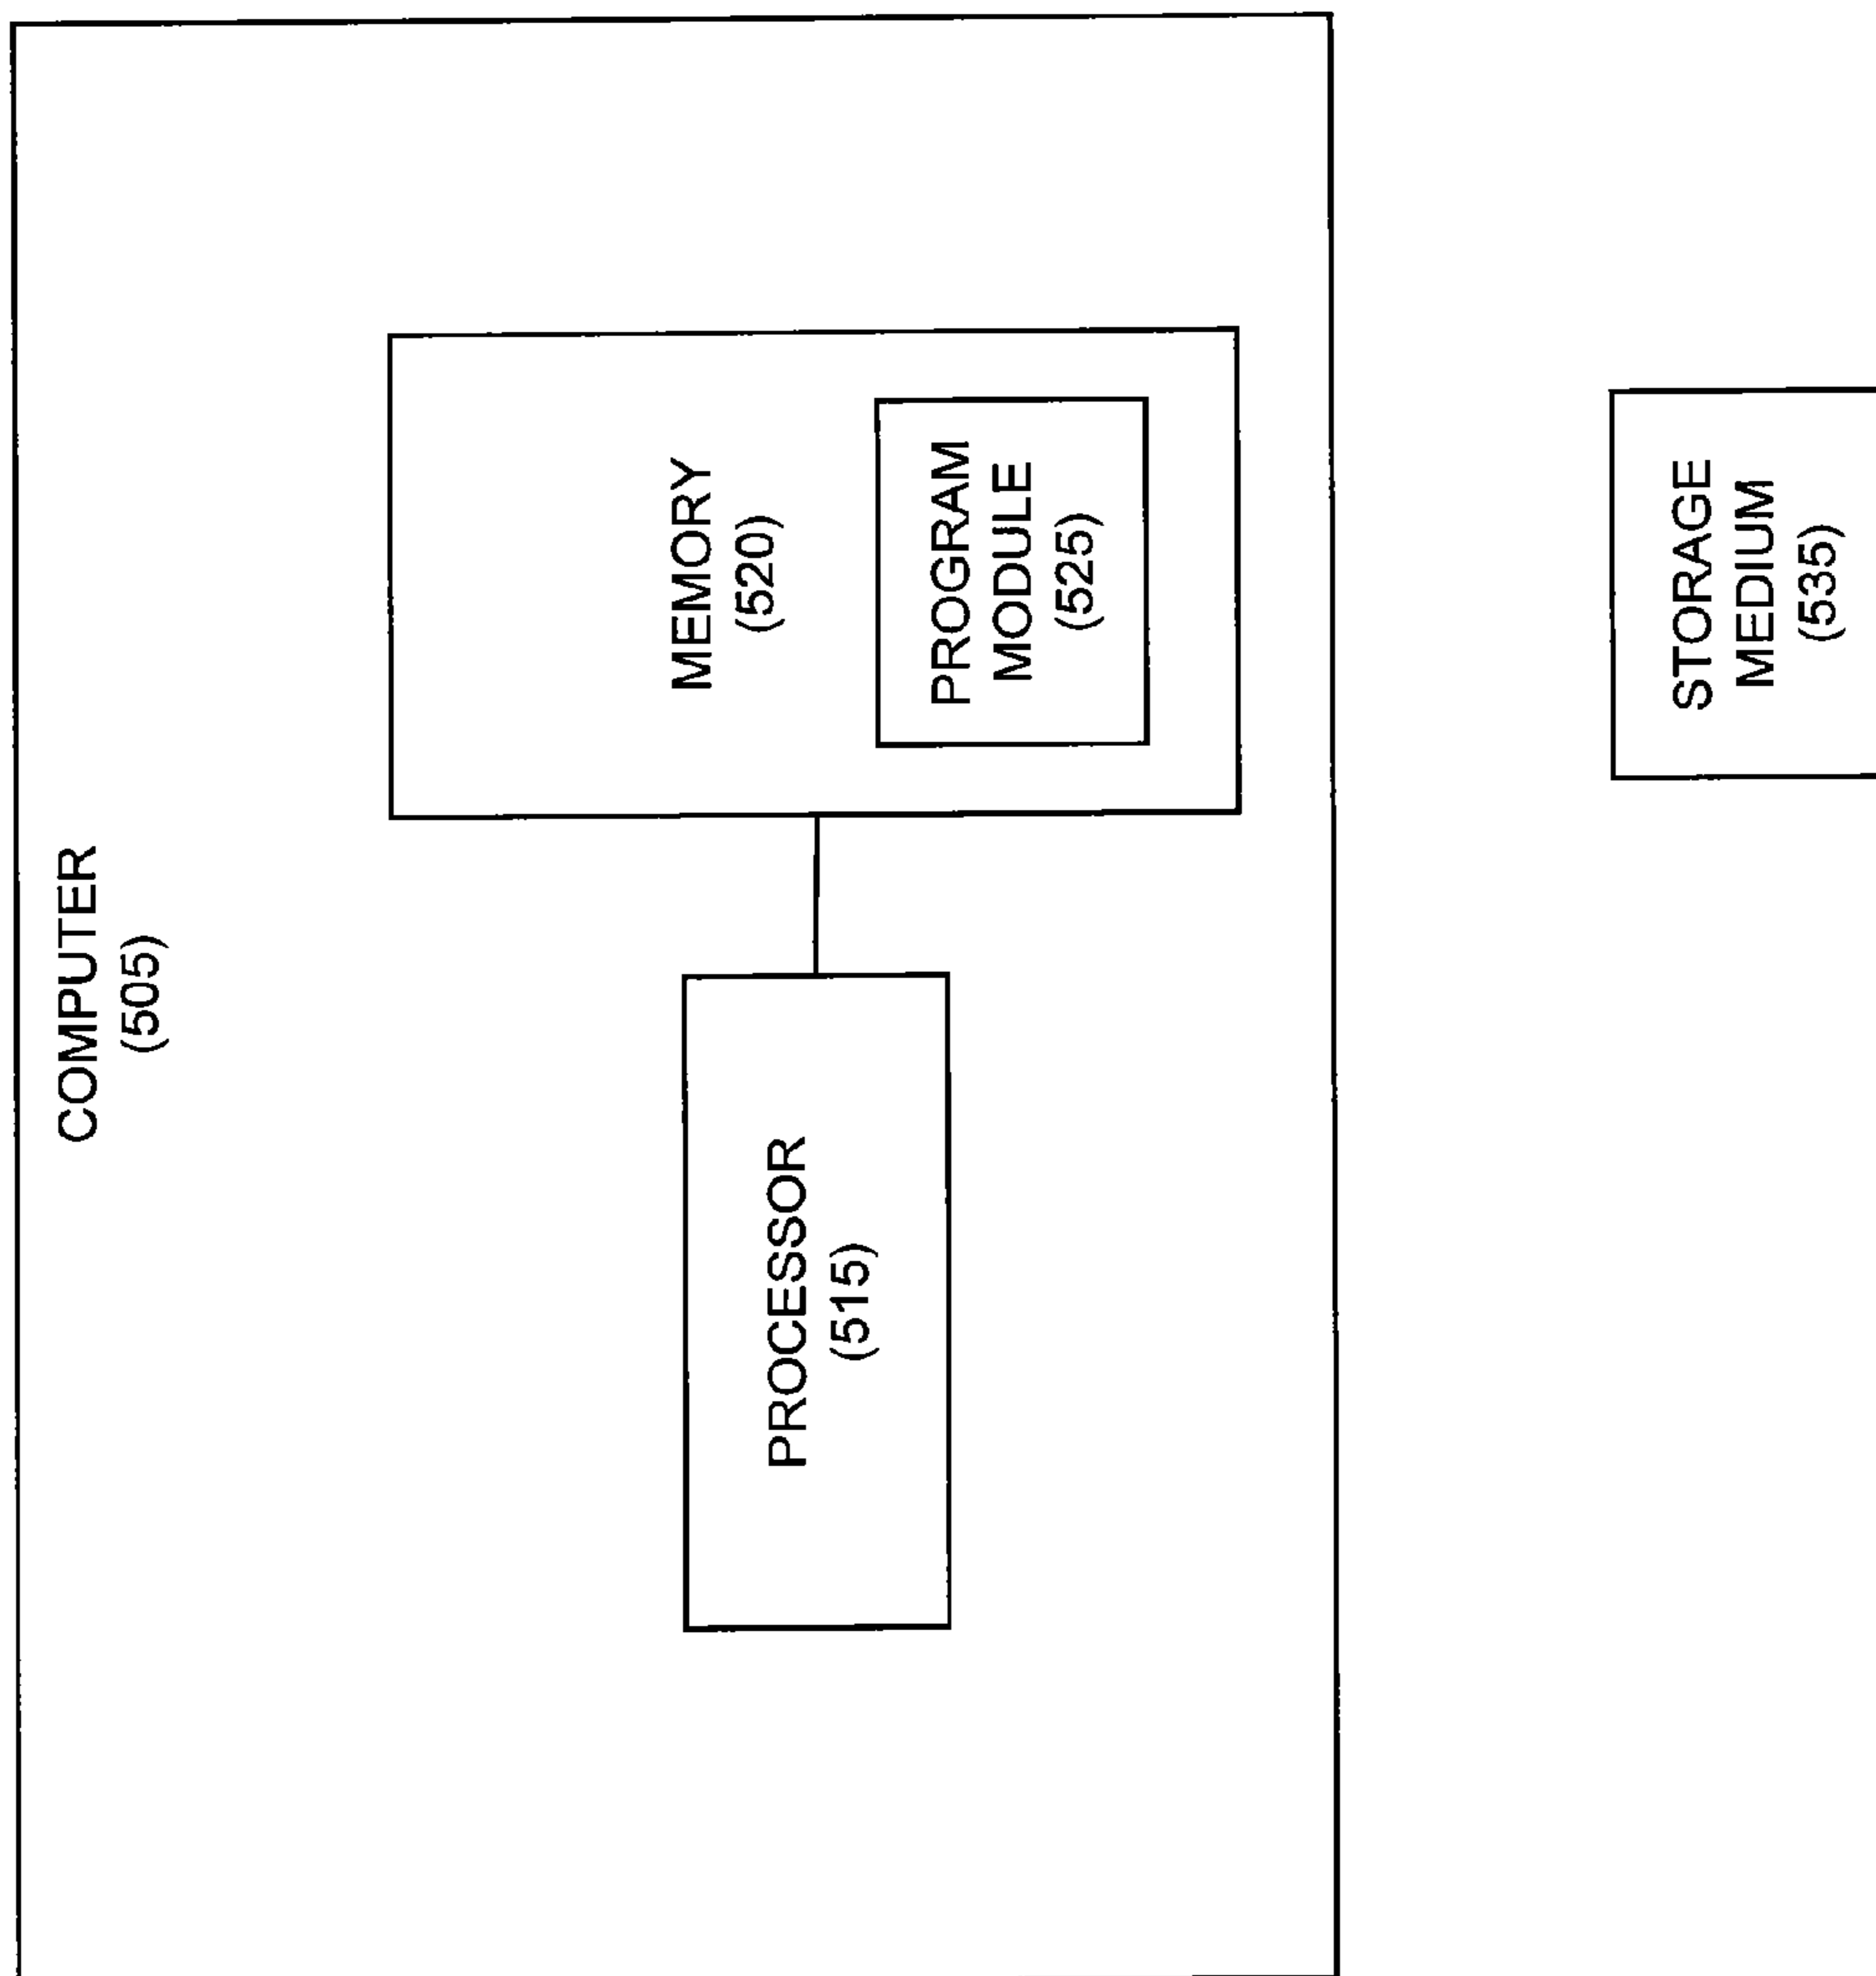 COMPUTER
(505)
PROCESSOR
(515)
MEMORY
(520)
PROGRAM
MODULE
(525)
STORAGE
MEDIUM
(535)